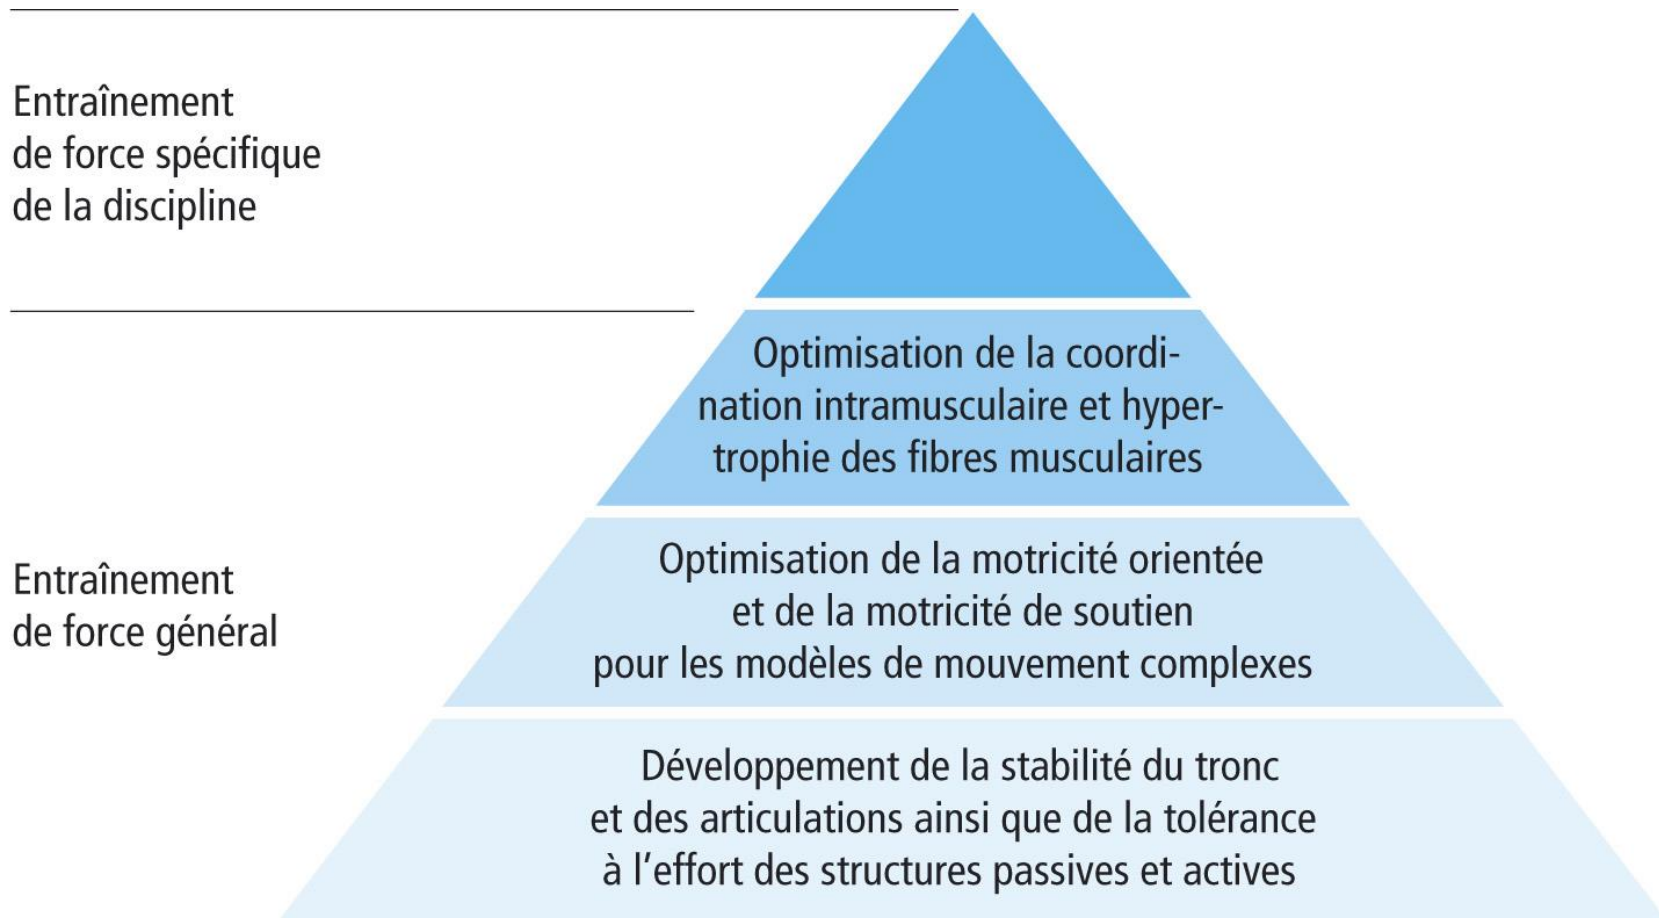 Entraînement
de force spécifique
de la discipline
Optimisation de la coordi-
nation intramusculaire et hyper-
trophie des fibres musculaires
Entraînement
de force général
Optimisation de la motricité orientée
et de la motricité de soutien
pour les modèles de mouvement complexes
Développement de la stabilité du tronc
et des articulations ainsi que de la tolérance
à l’effort des structures passives et actives